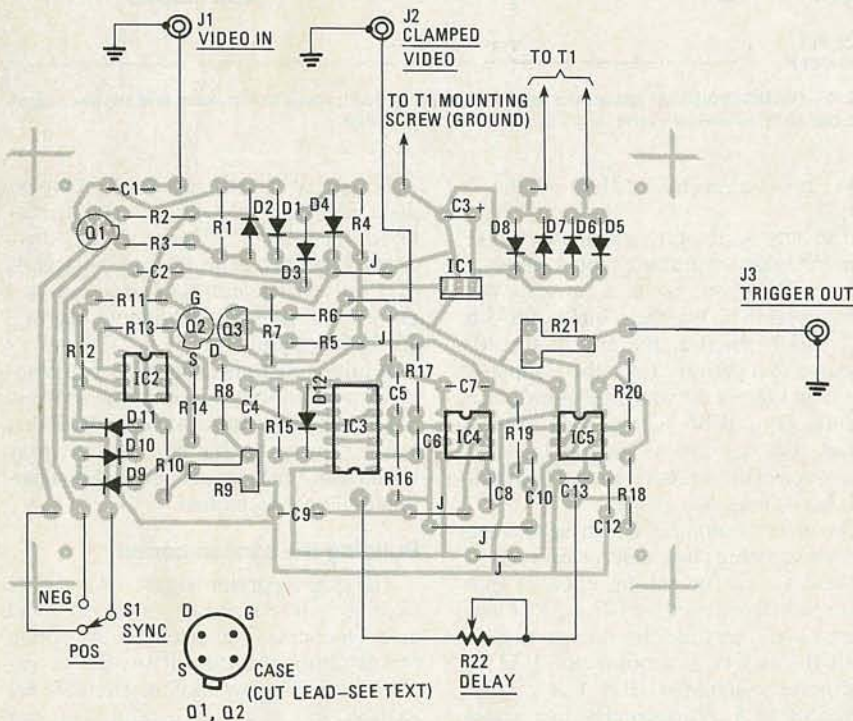 J1
VIDEO IN
J2
CLAMPED
VIDEO
TO T1
TO T1 MOUNTING
SCREW (GROUND)
C1
D2
D1
D4
C3 +
R2
R1
R4
D8
D7
D6
D5
Q1
R3
D3
C2
J
IC1
J3
TRIGGER OUT
R11
G
R6
R21
R13
Q2
Q3
R7
R5
J
R12
S
D
R17
IC2
R8
D12
C5
C7
R20
D11
R14
C4
R15
IC3
IC4
R19
IC5
D10
C6
D9
R10
R9
R16
C8
C10
C13
R18
C9
J
C12
J
J
NEG
S1
SYNC
POS
D
G
S
CASE
(CUT LEAD–SEE TEXT)
Q1, Q2
R22
DELAY